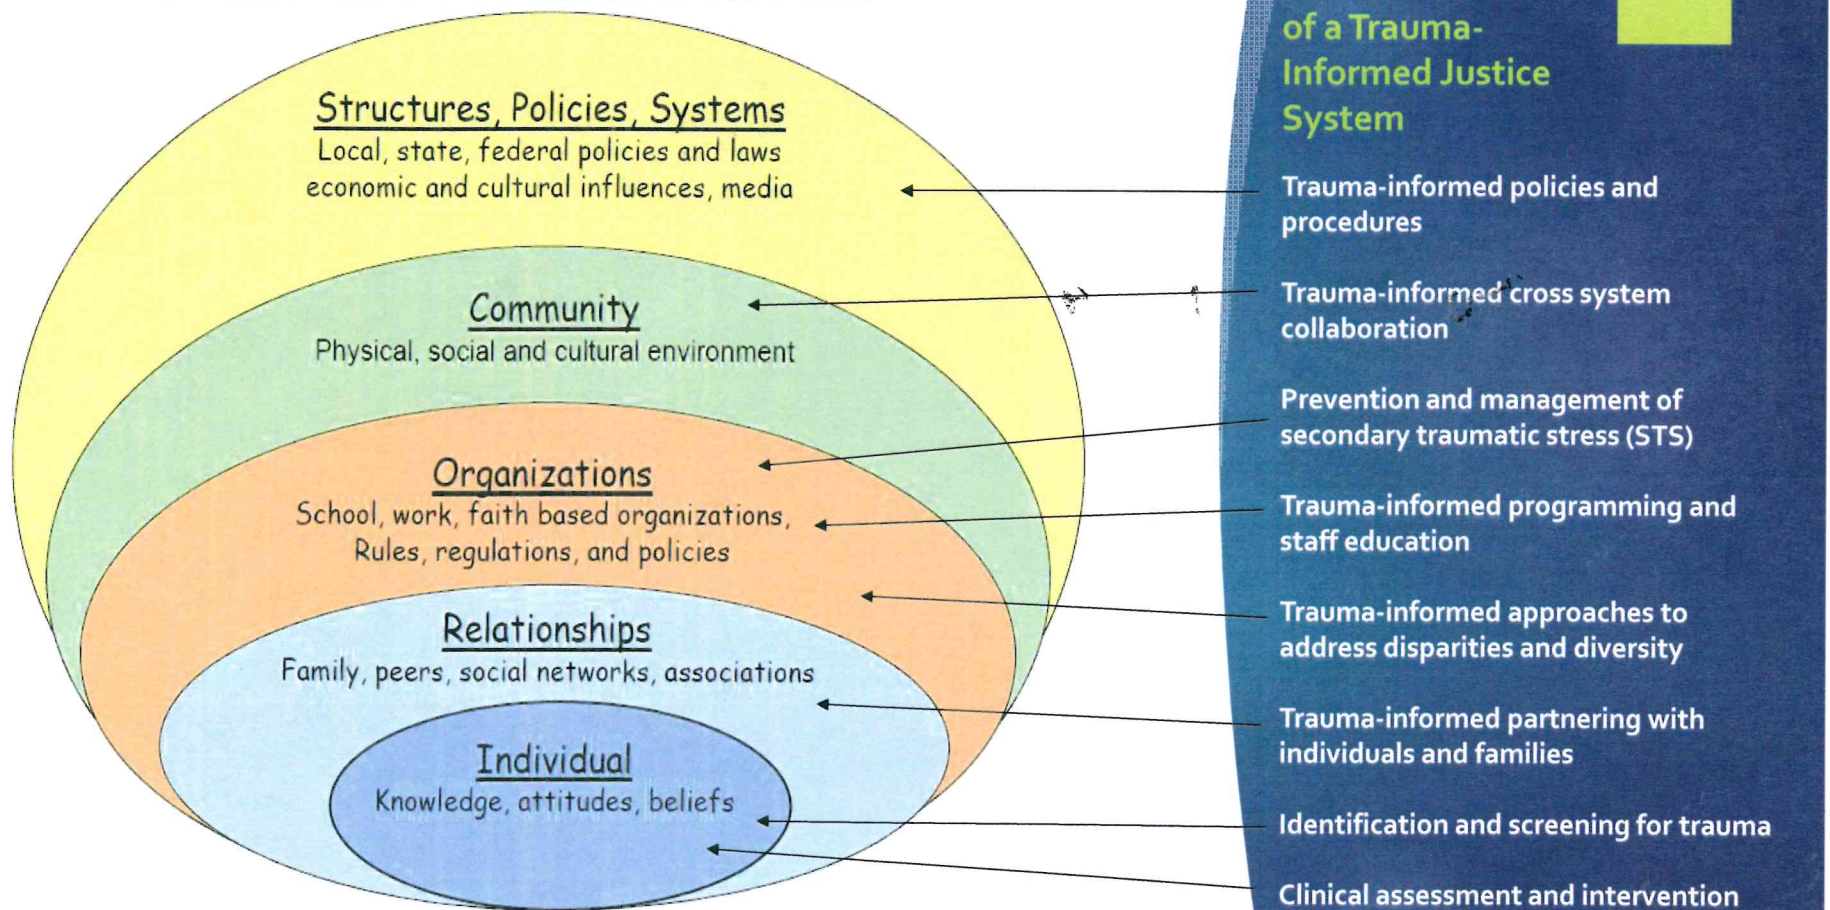 Structures, Policies, Systems
Local, state, federal policies and laws
economic and cultural influences, media
Community
Physical, social and cultural environment
Organizations
School, work, faith based organizations,
Rules, regulations, and policies
Relationships
Family, peers, social networks, associations
Individual
Knowledge, attitudes, beliefs
of a Trauma-
Informed Justice
System
Trauma-informed policies and
procedures
Trauma-informed cross system
collaboration
Prevention and management of
secondary traumatic stress (STS)
Trauma-informed programming and
staff education
Trauma-informed approaches to
address disparities and diversity
Trauma-informed partnering with
individuals and families
Identification and screening for trauma
Clinical assessment and intervention